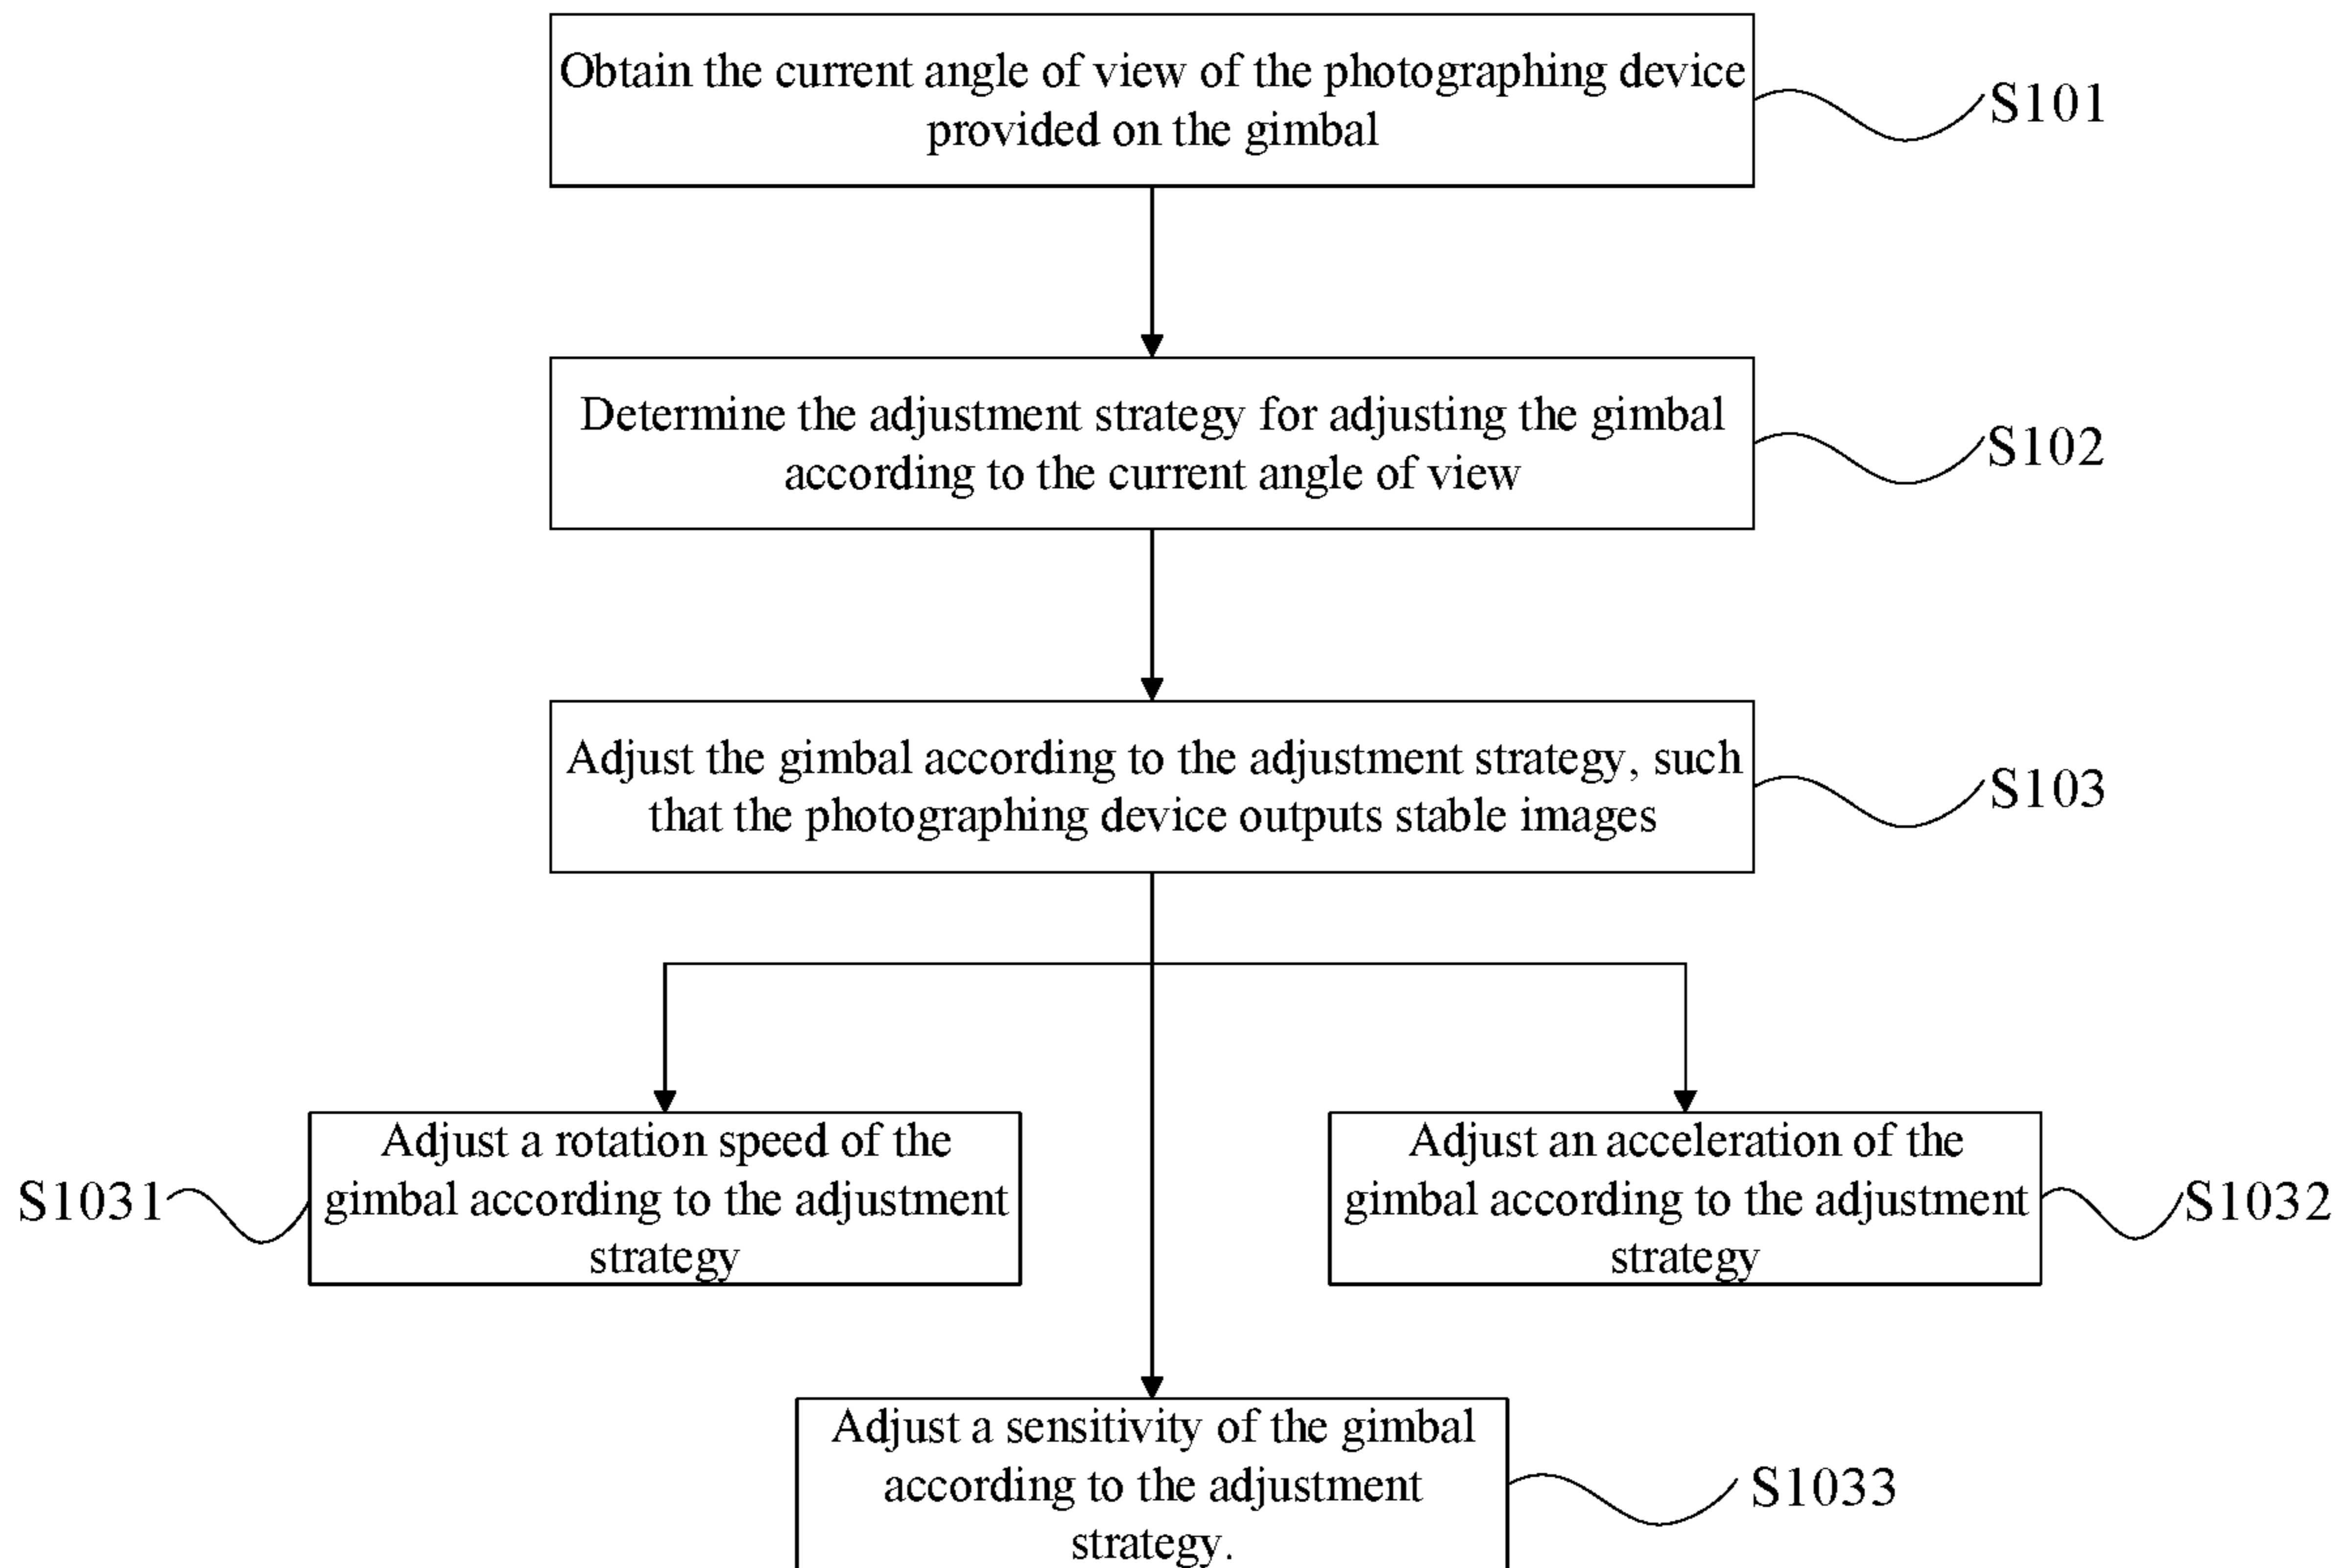 Obtain the current angle of view of the photographing device
provided on the gimbal
S101
Determine the adjustment strategy for adjusting the gimbal
according to the current angle of view
S102
Adjust the gimbal according to the adjustment strategy, such
that the photographing device outputs stable images
S103
S1031
Adjust a rotation speed of the
gimbal according to the adjustment
strategy
Adjust an acceleration of the
gimbal according to the adjustment
strategy
S1032
Adjust a sensitivity of the gimbal
according to the adjustment
strategy.
S1033